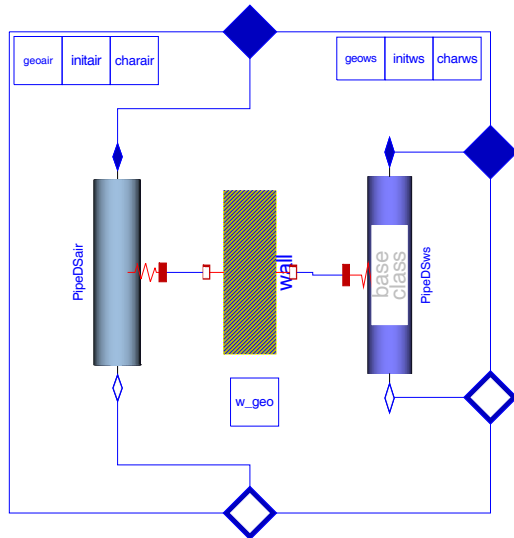 geoair initair charair
geows initws charws
PipeDSair
wall
base
class
PipeDSws
w_geo